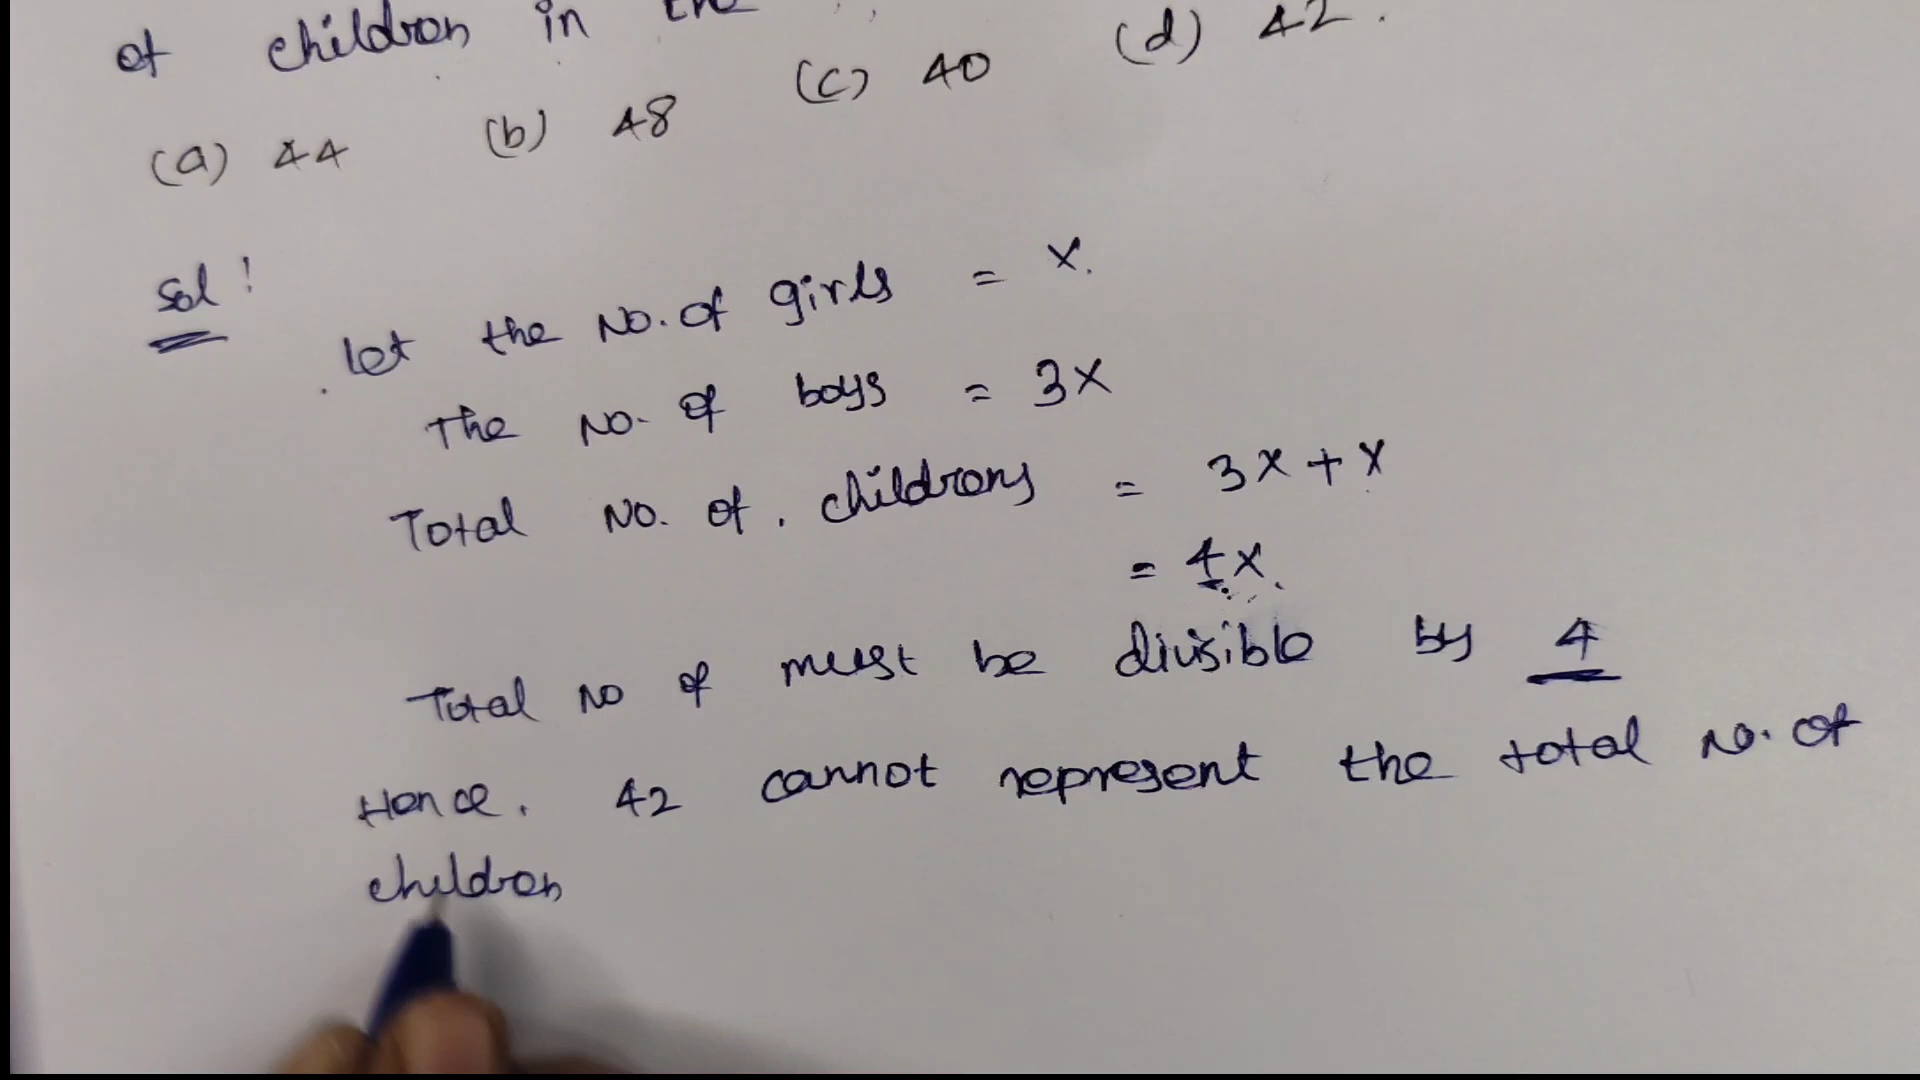 of children in the
(a) 44 (b) 48 (c) 40 (d) 42.
Sol!
Let the No. of girls = x.
The No. of boys = 3x
Total No. of. childrens = 3x + x
= 4x.
Total No of must be divisible by 4
Hence. 42 cannot represent the total No. of
children